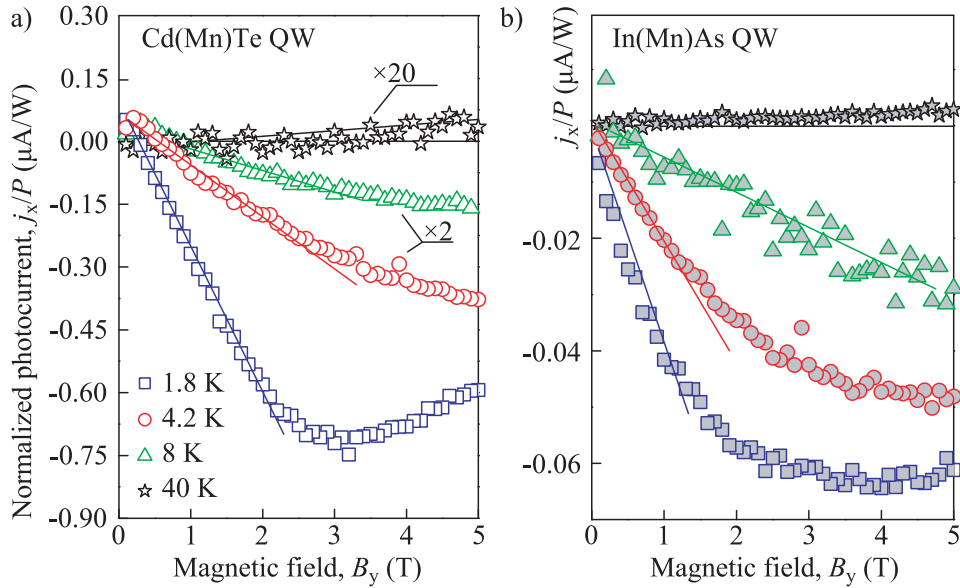 a)
Cd(Mn)Te QW
×20
×2
1.8 K
4.2 K
8 K
40 K
0.30
0.15
0.00
-0.15
-0.30
-0.45
-0.60
-0.75
-0.90
Normalized photocurrent, jₓ/P (μA/W)
0 1 2 3 4 5
Magnetic field, B_y (T)
b)
In(Mn)As QW
jₓ/P (μA/W)
-0.02
-0.04
-0.06
0 1 2 3 4 5
Magnetic field, B_y (T)